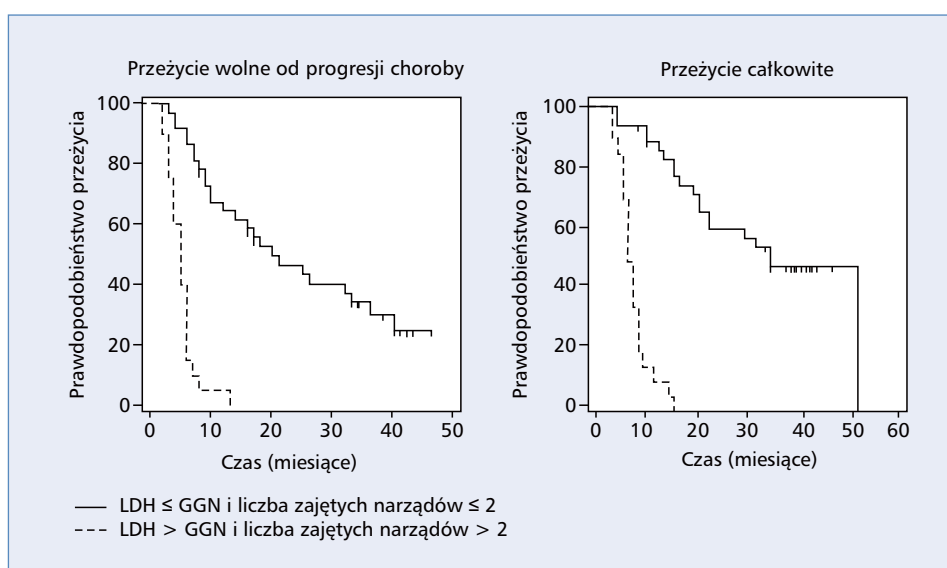 Przeżycie wolne od progresji choroby
Prawdopodobieństwo przeżycia
100
80
60
40
20
0
0 10 20 30 40 50
Czas (miesiące)
Przeżycie całkowite
Prawdopodobieństwo przeżycia
100
80
60
40
20
0
0 10 20 30 40 50 60
Czas (miesiące)
LDH ≤ GGN i liczba zajętych narządów ≤ 2
LDH > GGN i liczba zajętych narządów > 2